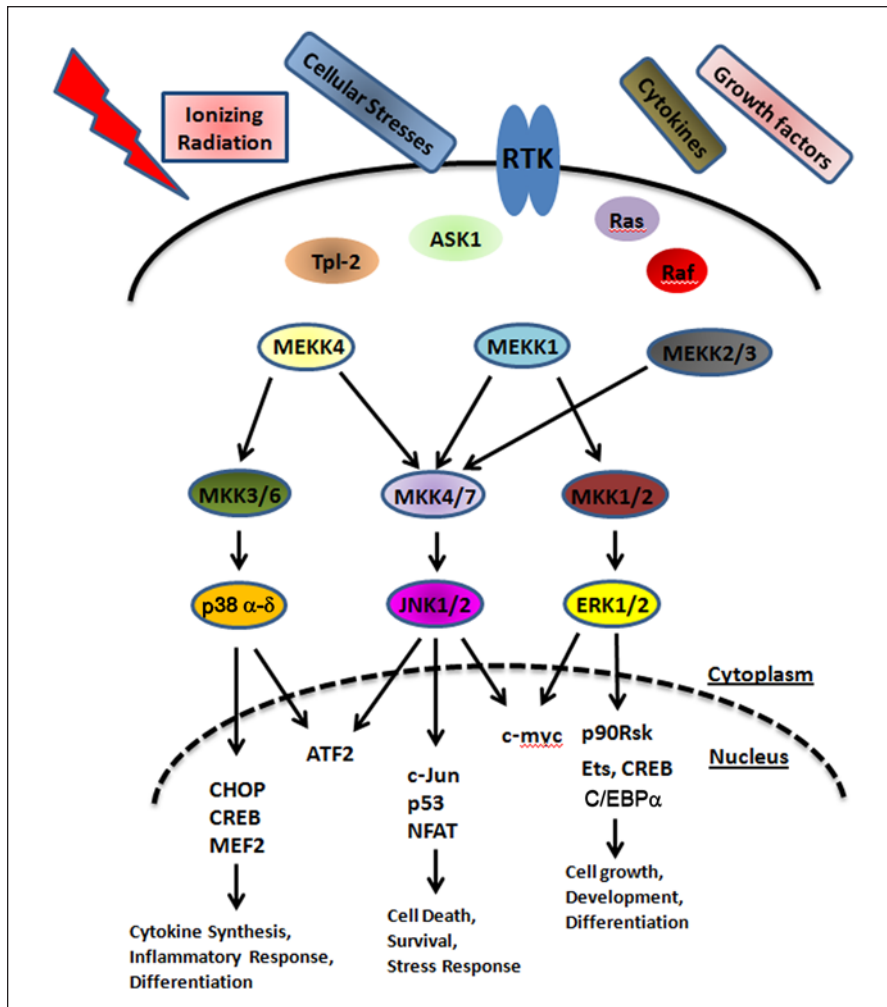 Ionizing
Radiation
Cellular Stresses
RTK
Cytokines
Growth factors
Tpl-2
ASK1
Ras
Raf
MEKK4
MEKK1
MEKK2/3
MKK3/6
MKK4/7
MKK1/2
p38 α-δ
JNK1/2
ERK1/2
Cytoplasm
Nucleus
ATF2
c-myc
p90Rsk
Ets, CREB
C/EBPα
CHOP
CREB
MEF2
c-Jun
p53
NFAT
Cell growth,
Development,
Differentiation
Cytokine Synthesis,
Inflammatory Response,
Differentiation
Cell Death,
Survival,
Stress Response